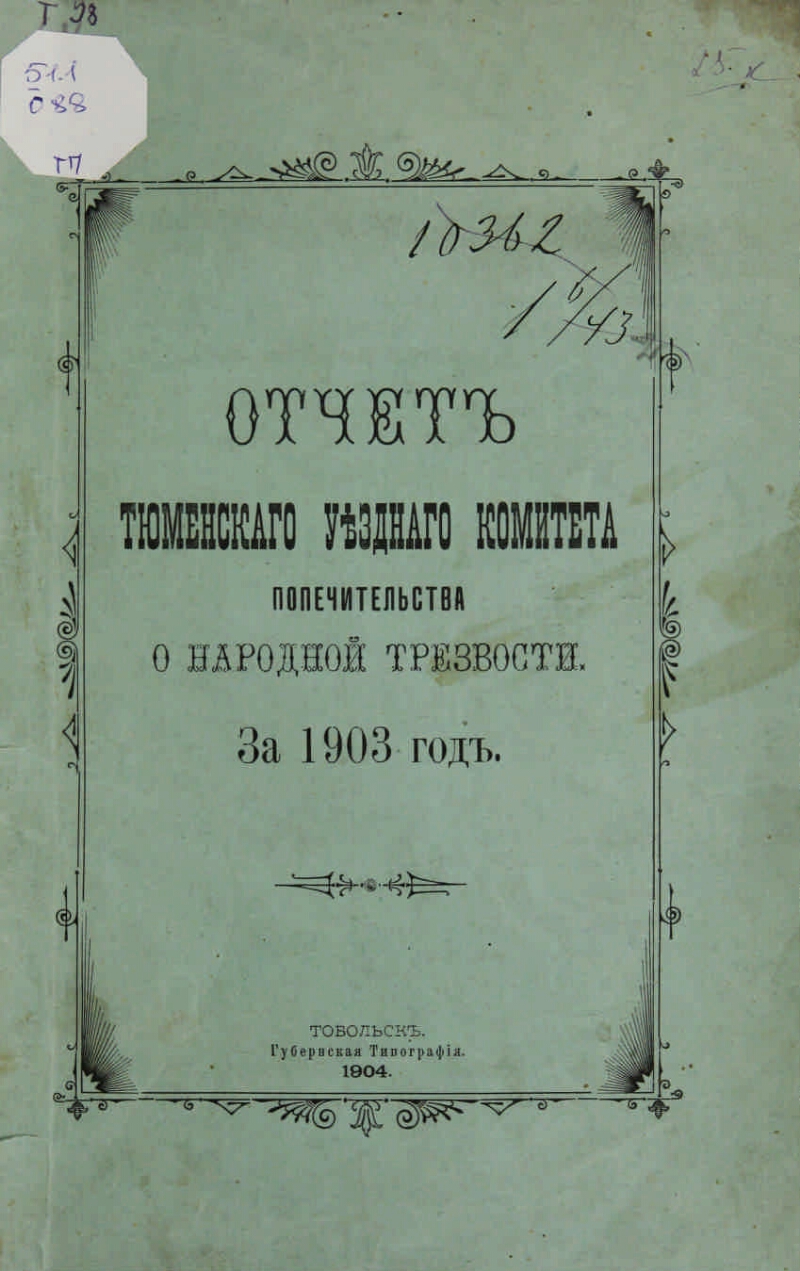 ОТЧЕТЪ
ТЮМЕНСКАГО УѢЗДНАГО КОМИТЕТА
ПОПЕЧИТЕЛЬСТВА
О НАРОДНОЙ ТРЕЗВОСТИ.
За 1903 годъ.
ТОБОЛЬСКЪ.
Губернская Типографія.
1904.